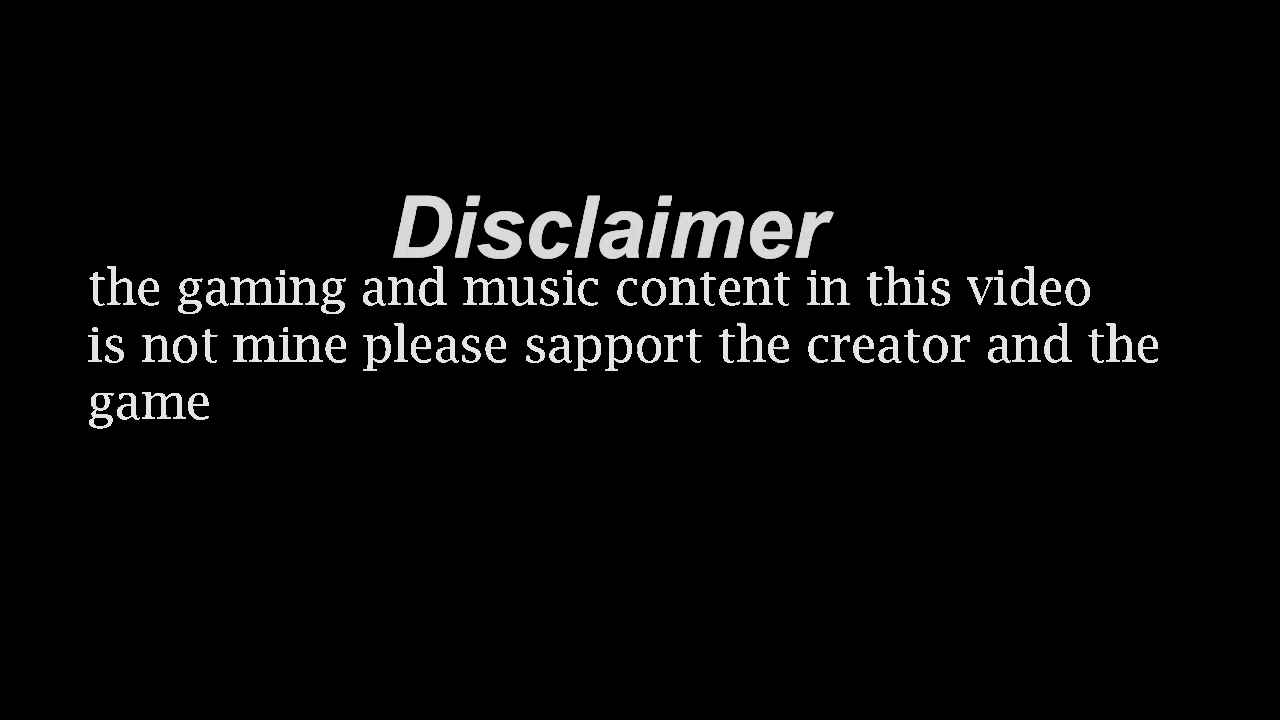 Disclaimer
the gaming and music content in this video
is not mine please sapport the creator and the
game